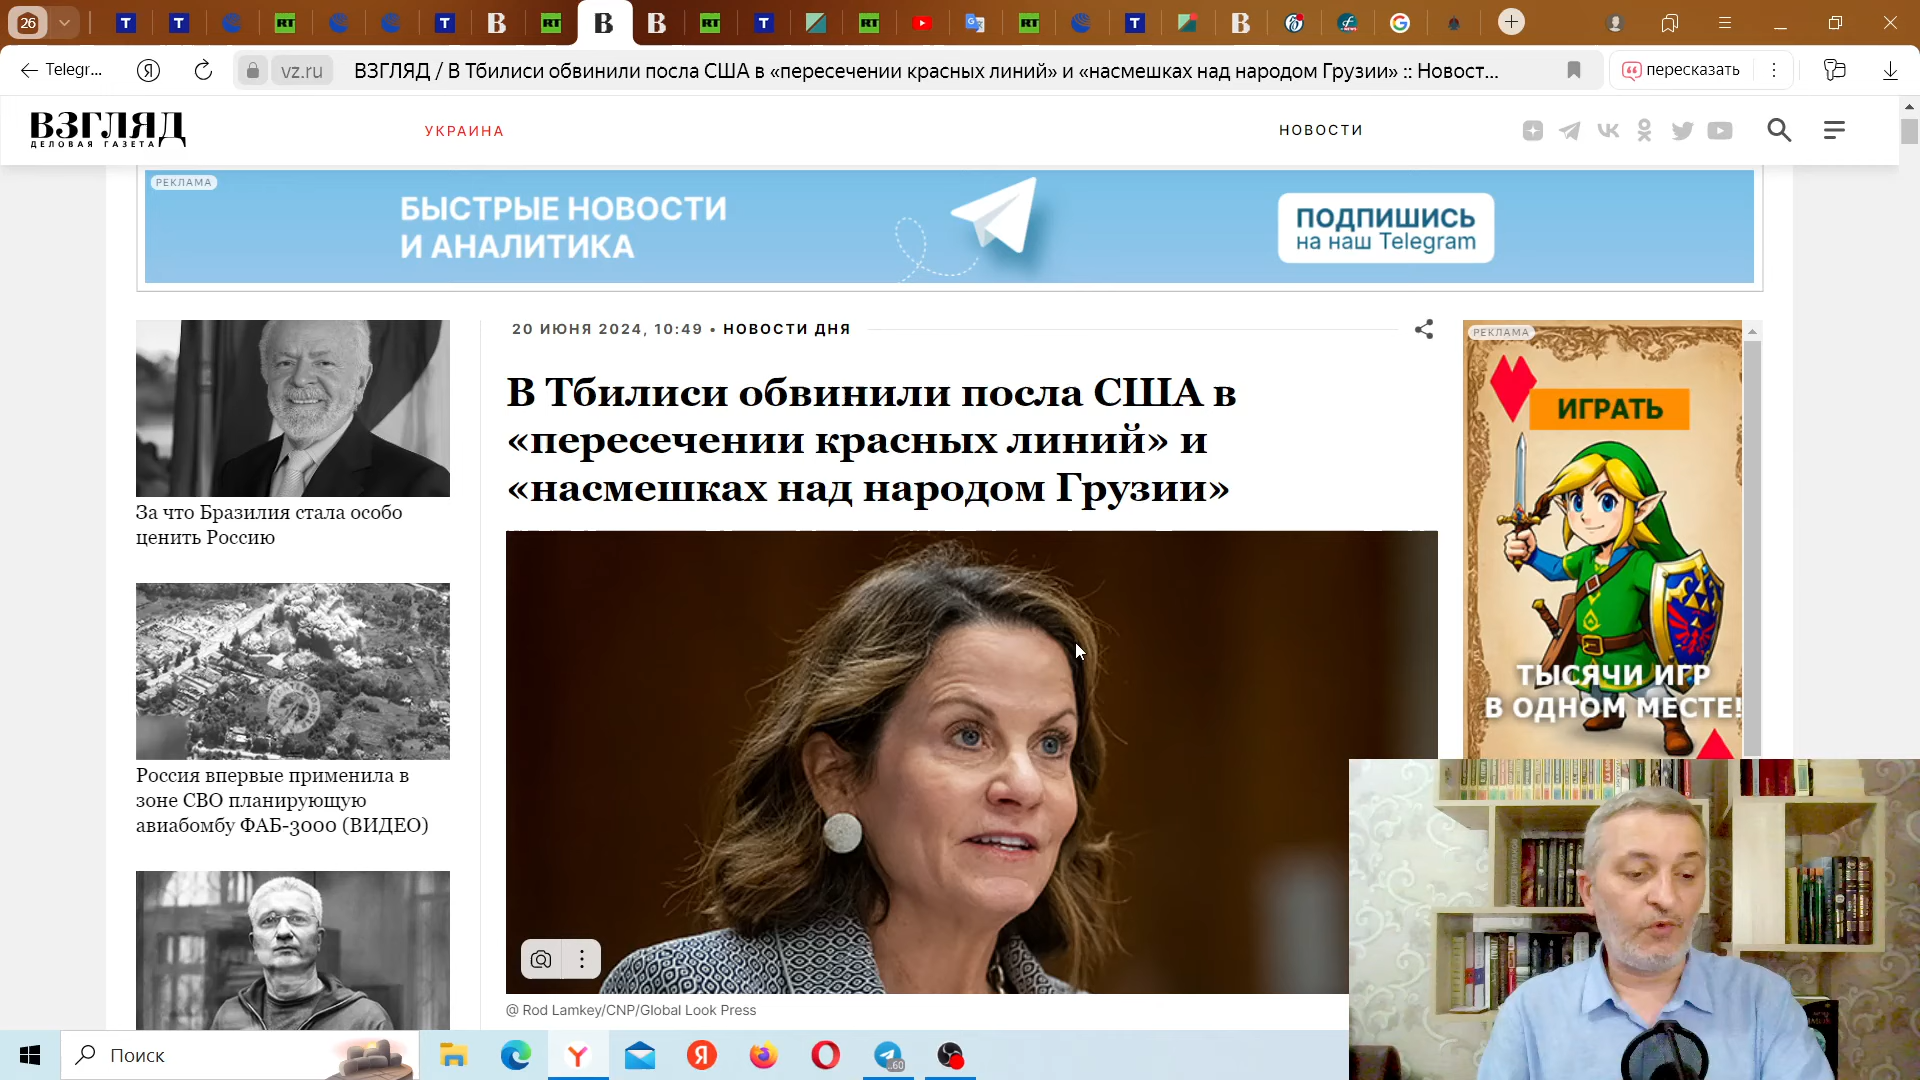 26
Telegr...
vz.ru
ВЗГЛЯД / В Тбилиси обвинили посла США в «пересечении красных линий» и «насмешках над народом Грузии» :: Новост...
пересказать
ВЗГЛЯД
ДЕЛОВАЯ ГАЗЕТА
УКРАИНА
НОВОСТИ
РЕКЛАМА
БЫСТРЫЕ НОВОСТИ
И АНАЛИТИКА
ПОДПИШИСЬ
на наш Telegram
20 ИЮНЯ 2024, 10:49 • НОВОСТИ ДНЯ
В Тбилиси обвинили посла США в
«пересечении красных линий» и
«насмешках над народом Грузии»
@ Rod Lamkey/CNP/Global Look Press
За что Бразилия стала особо
ценить Россию
Россия впервые применила в
зоне СВО планирующую
авиабомбу ФАБ-3000 (ВИДЕО)
РЕКЛАМА
ИГРАТЬ
ТЫСЯЧИ ИГР
В ОДНОМ МЕСТЕ!
Поиск
60